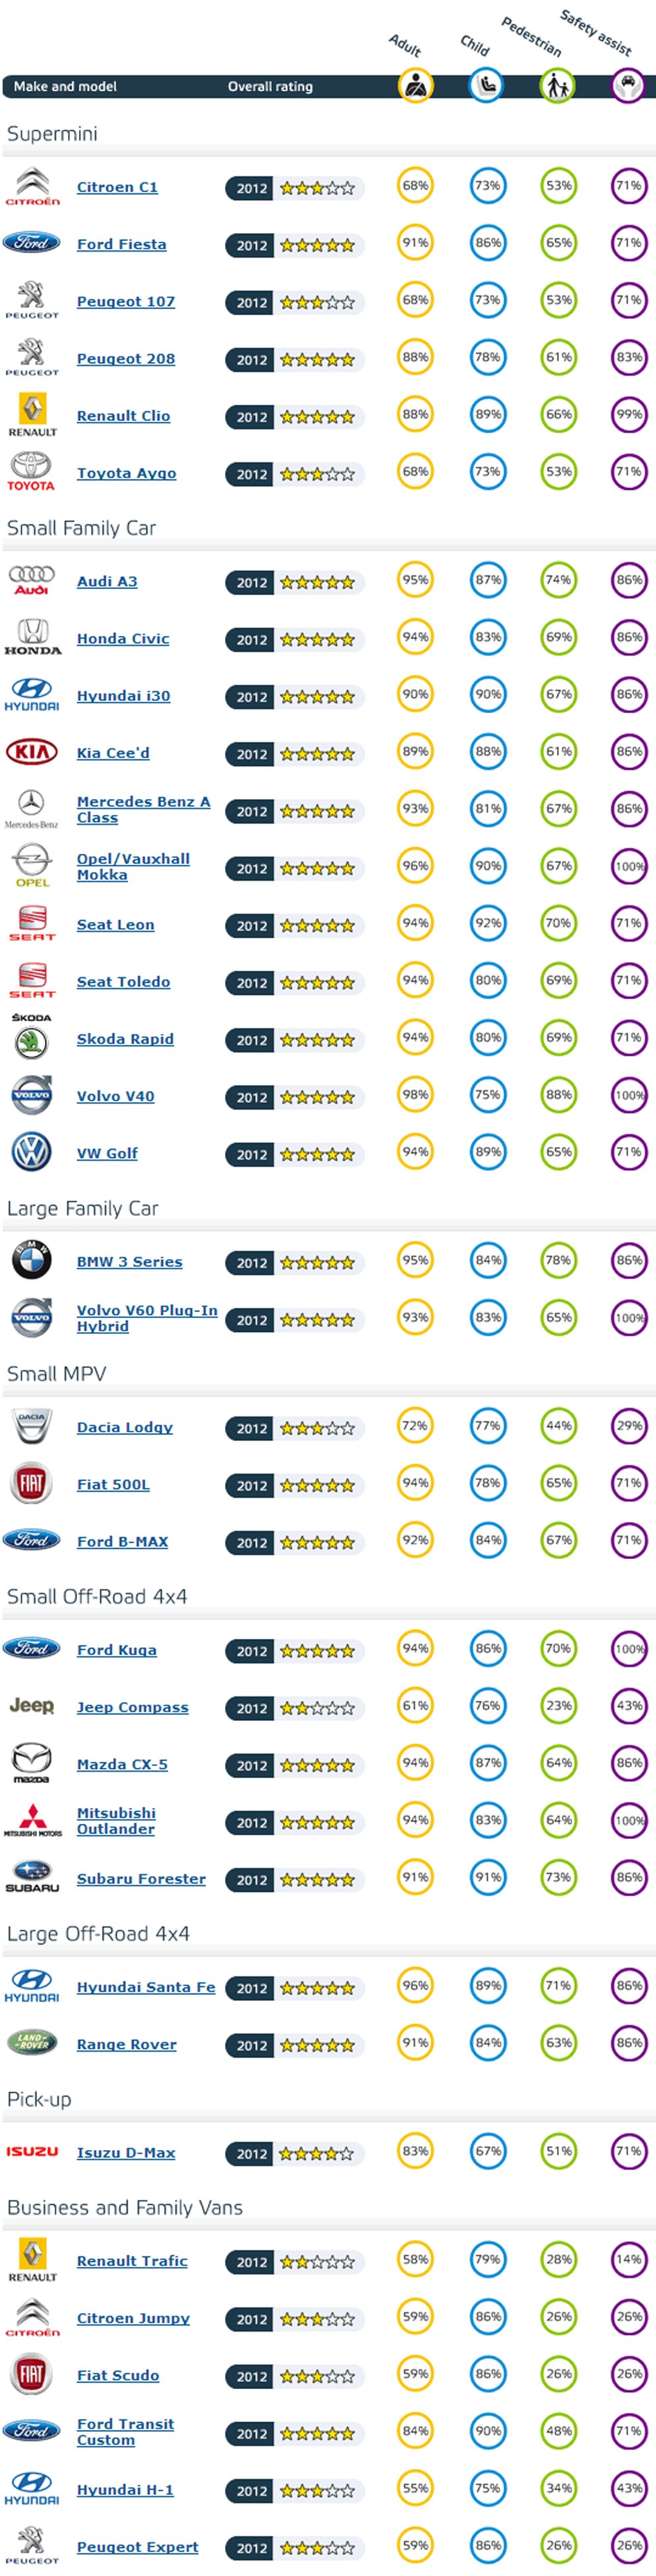 Adult Child Pedestrian Safety assist
Make and model Overall rating
Supermini
CITROËN Citroen C1 2012 68% 73% 53% 71%
Ford Ford Fiesta 2012 91% 86% 65% 71%
PEUGEOT Peugeot 107 2012 68% 73% 53% 71%
PEUGEOT Peugeot 208 2012 88% 78% 61% 83%
RENAULT Renault Clio 2012 88% 89% 66% 99%
TOYOTA Toyota Aygo 2012 68% 73% 53% 71%
Small Family Car
Audi Audi A3 2012 95% 87% 74% 86%
HONDA Honda Civic 2012 94% 83% 69% 86%
HYUNDAI Hyundai i30 2012 90% 90% 67% 86%
KIA Kia Cee'd 2012 89% 88% 61% 86%
Mercedes-Benz Mercedes Benz A
Class 2012 93% 81% 67% 86%
OPEL Opel/Vauxhall
Mokka 2012 96% 90% 67% 100%
SEAT Seat Leon 2012 94% 92% 70% 71%
SEAT Seat Toledo 2012 94% 80% 69% 71%
ŠKODA Skoda Rapid 2012 94% 80% 69% 71%
VOLVO Volvo V40 2012 98% 75% 88% 100%
VW Golf 2012 94% 89% 65% 71%
Large Family Car
BMW BMW 3 Series 2012 95% 84% 78% 86%
VOLVO Volvo V60 Plug-In
Hybrid 2012 93% 83% 65% 100%
Small MPV
DACIA Dacia Lodgy 2012 72% 77% 44% 29%
FIAT Fiat 500L 2012 94% 78% 65% 71%
Ford Ford B-MAX 2012 92% 84% 67% 71%
Small Off-Road 4x4
Ford Ford Kuga 2012 94% 86% 70% 100%
Jeep Jeep Compass 2012 61% 76% 23% 43%
mazda Mazda CX-5 2012 94% 87% 64% 86%
MITSUBISHI MOTORS Mitsubishi
Outlander 2012 94% 83% 64% 100%
SUBARU Subaru Forester 2012 91% 91% 73% 86%
Large Off-Road 4x4
HYUNDAI Hyundai Santa Fe 2012 96% 89% 71% 86%
LAND-ROVER Range Rover 2012 91% 84% 63% 86%
Pick-up
ISUZU Isuzu D-Max 2012 83% 67% 51% 71%
Business and Family Vans
RENAULT Renault Trafic 2012 58% 79% 28% 14%
CITROËN Citroen Jumpy 2012 59% 86% 26% 26%
FIAT Fiat Scudo 2012 59% 86% 26% 26%
Ford Ford Transit
Custom 2012 84% 90% 48% 71%
HYUNDAI Hyundai H-1 2012 55% 75% 34% 43%
PEUGEOT Peugeot Expert 2012 59% 86% 26% 26%